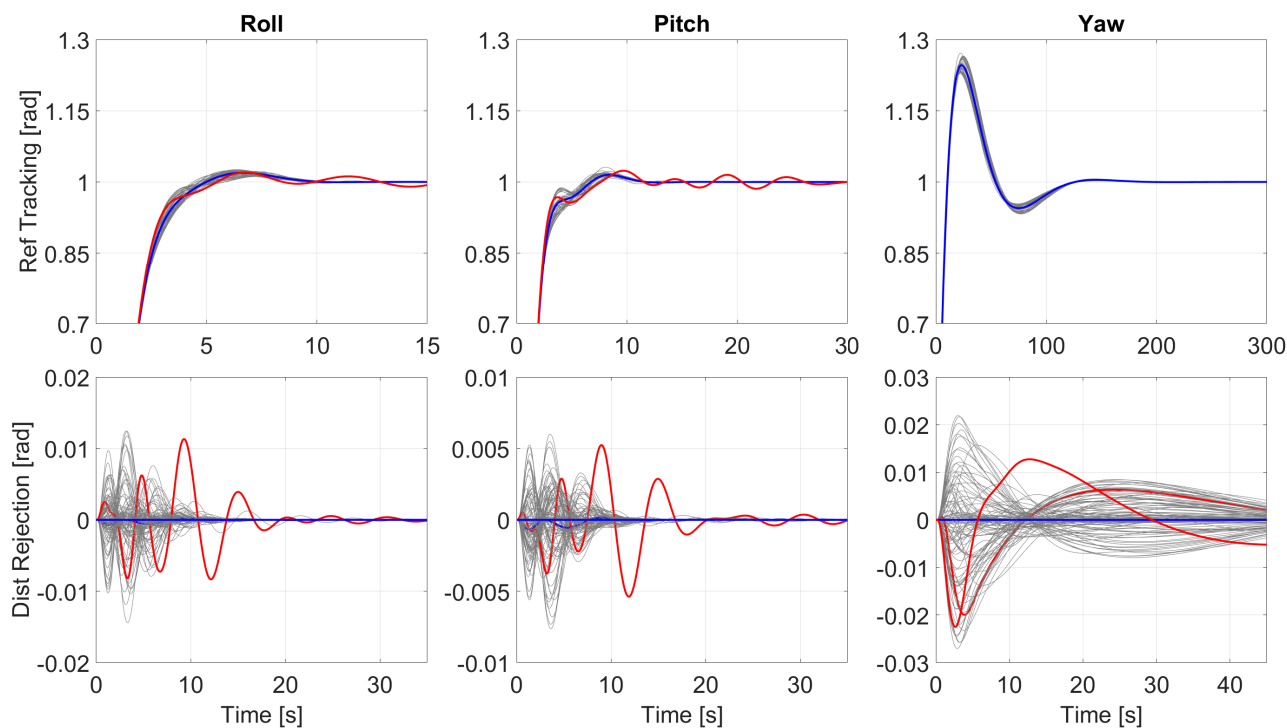 Roll Pitch Yaw
Ref Tracking [rad]
1.3
1.15
1
0.85
0.7
0 5 10 15
1.3
1.15
1
0.85
0.7
0 10 20 30
1.3
1.15
1
0.85
0.7
0 100 200 300
Dist Rejection [rad]
0.02
0.01
0
-0.01
-0.02
0 10 20 30
Time [s]
0.01
0.005
0
-0.005
-0.01
0 10 20 30
Time [s]
0.03
0.02
0.01
0
-0.01
-0.02
-0.03
0 10 20 30 40
Time [s]